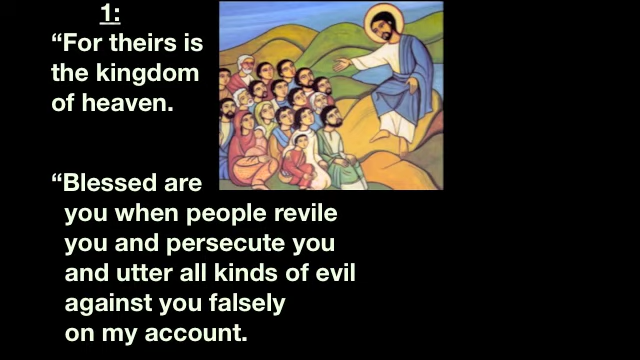 1:
“For theirs is
the kingdom
of heaven.
“Blessed are
you when people revile
you and persecute you
and utter all kinds of evil
against you falsely
on my account.